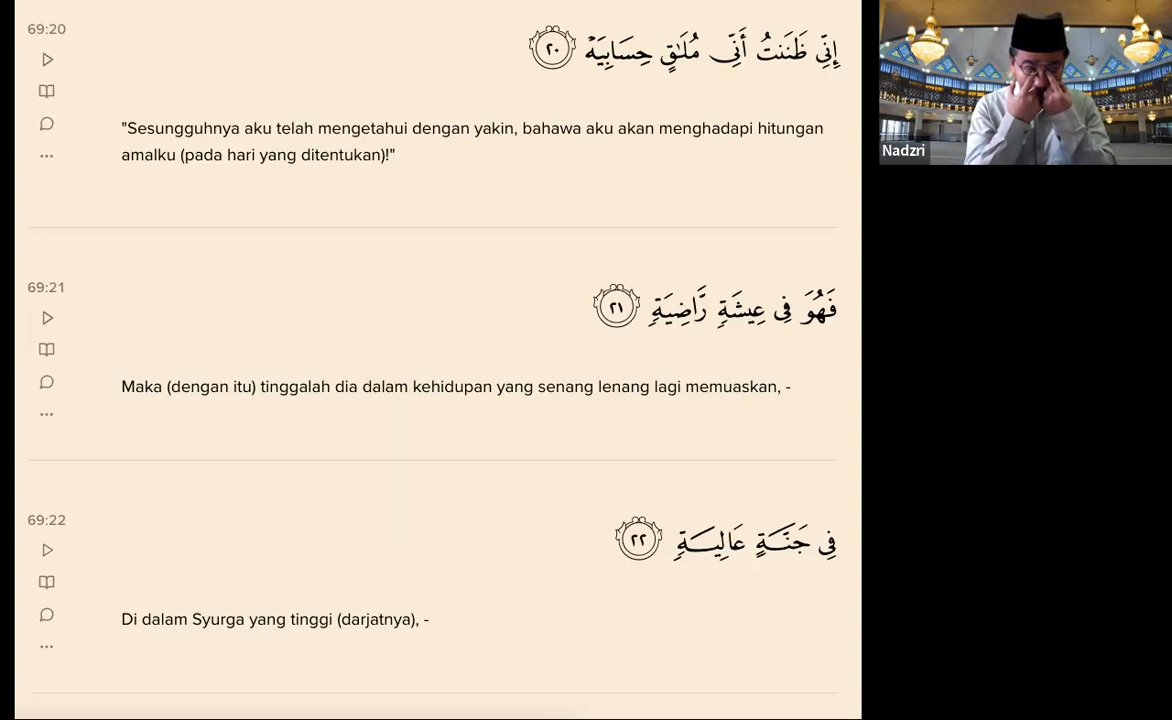 69:20
إِنِّي ظَنَنتُ أَنِّي مُلَٰقٍ حِسَابِيَهْ ٢٠
"Sesungguhnya aku telah mengetahui dengan yakin, bahawa aku akan menghadapi hitungan
amalku (pada hari yang ditentukan)!"
69:21
فَهُوَ فِي عِيشَةٍ رَّاضِيَةٍ ٢١
Maka (dengan itu) tinggalah dia dalam kehidupan yang senang lenang lagi memuaskan, -
69:22
فِي جَنَّةٍ عَالِيَةٍ ٢٢
Di dalam Syurga yang tinggi (darjatnya), -
Nadzri